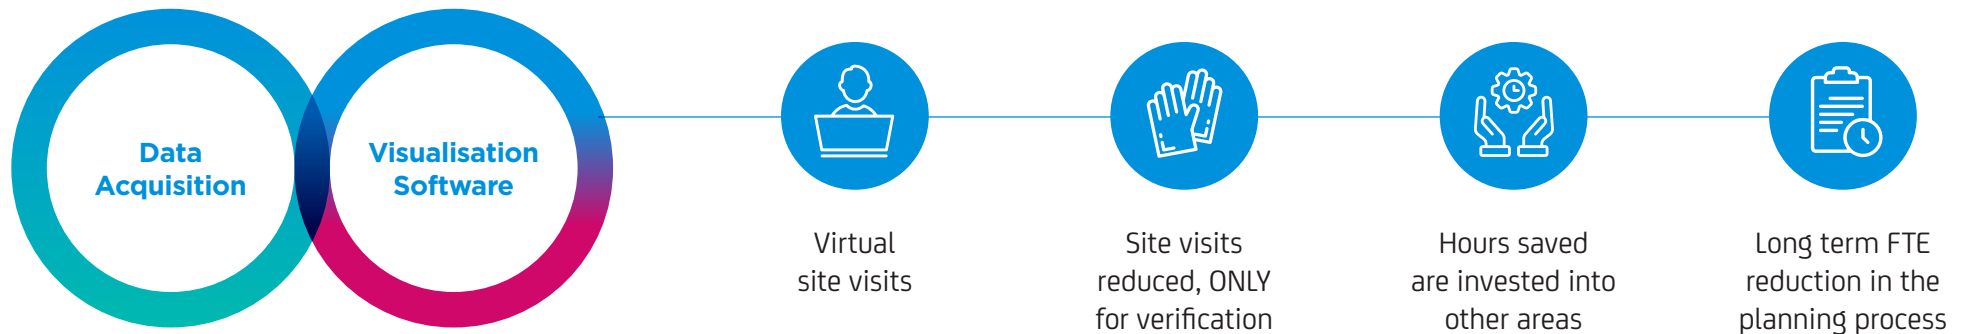 Data
Acquisition
Visualisation
Software
Virtual
site visits
Site visits
reduced, ONLY
for verification
Hours saved
are invested into
other areas
Long term FTE
reduction in the
planning process